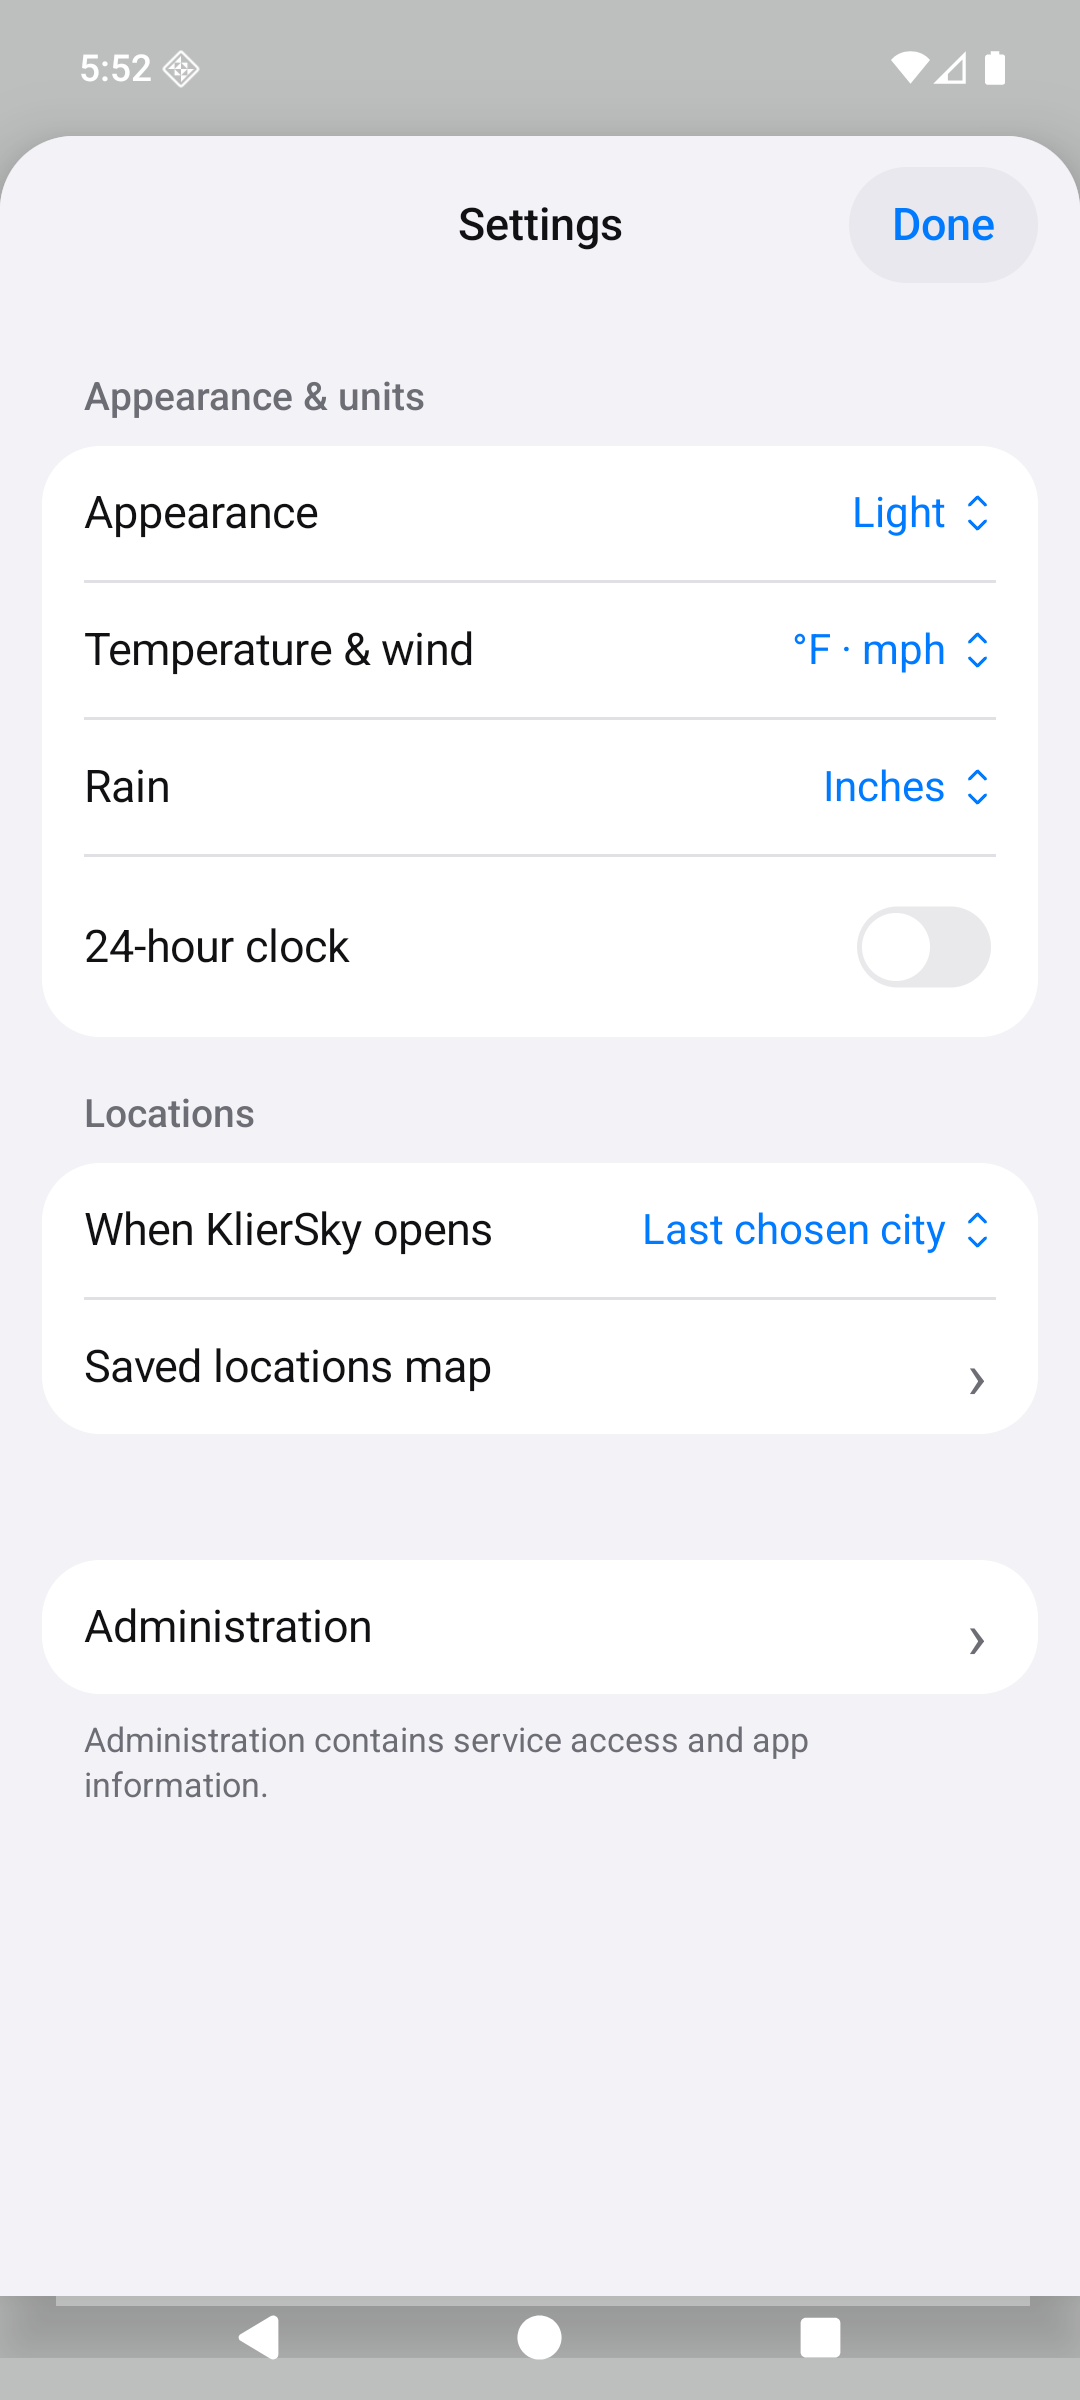 5:52
Settings
Done
Appearance & units
Appearance
Light
Temperature & wind
°F · mph
Rain
Inches
24-hour clock
Locations
When KlierSky opens
Last chosen city
Saved locations map
Administration
Administration contains service access and app
information.